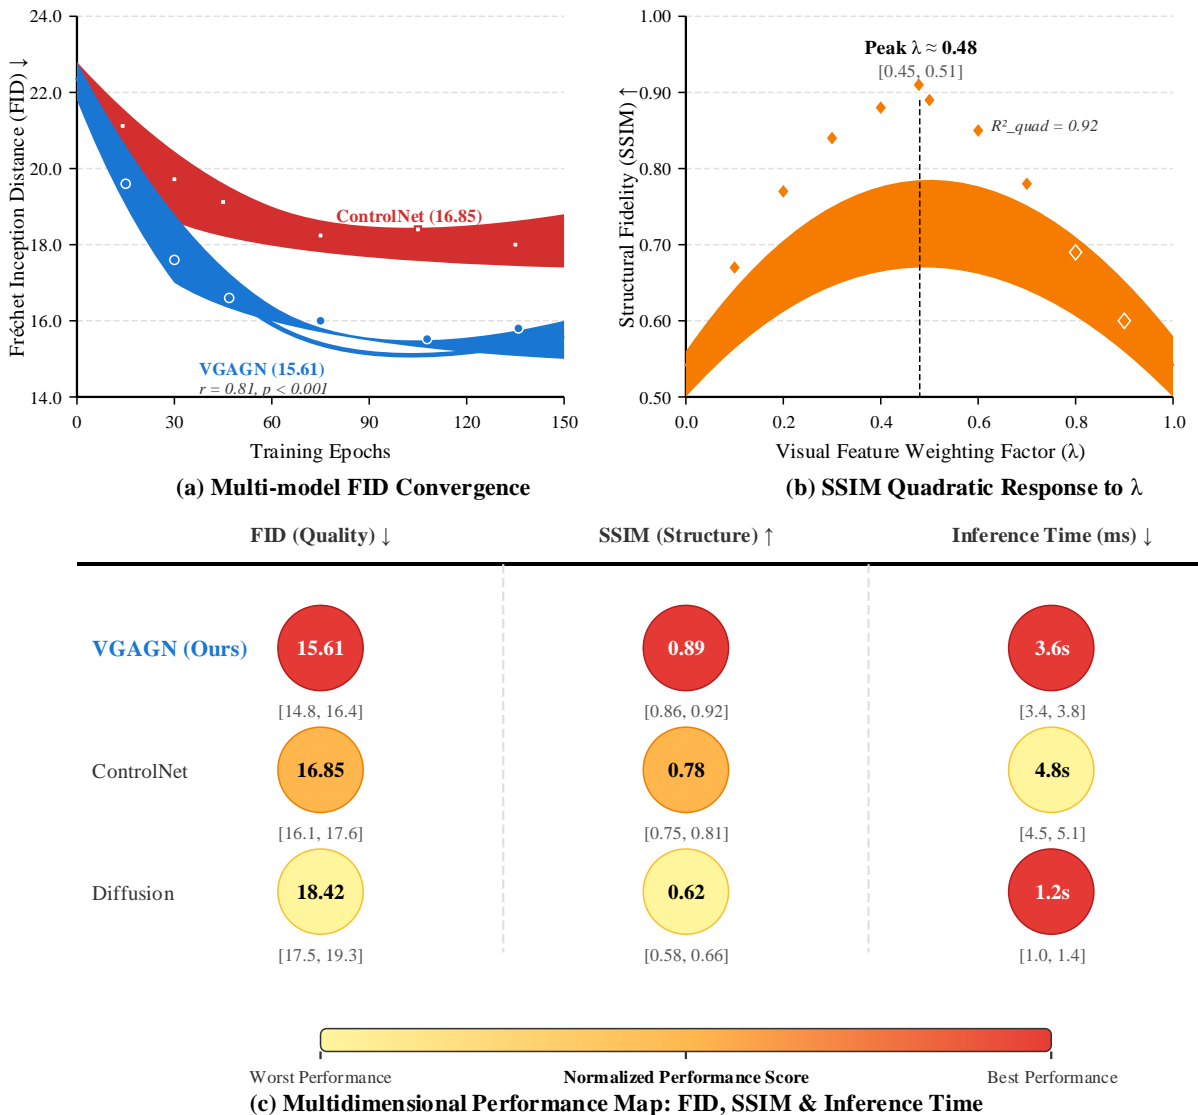 24.0
22.0
20.0
18.0
16.0
14.0
Fréchet Inception Distance (FID) ↓
ControlNet (16.85)
VGAGN (15.61)
r = 0.81, p < 0.001
0 30 60 90 120 150
Training Epochs
(a) Multi-model FID Convergence
1.00
0.90
0.80
0.70
0.60
0.50
Structural Fidelity (SSIM) ↑
Peak λ ≈ 0.48
[0.45, 0.51]
R²_quad = 0.92
0.0 0.2 0.4 0.6 0.8 1.0
Visual Feature Weighting Factor (λ)
(b) SSIM Quadratic Response to λ
FID (Quality) ↓ SSIM (Structure) ↑ Inference Time (ms) ↓
VGAGN (Ours) 15.61 0.89 3.6s
[14.8, 16.4] [0.86, 0.92] [3.4, 3.8]
ControlNet 16.85 0.78 4.8s
[16.1, 17.6] [0.75, 0.81] [4.5, 5.1]
Diffusion 18.42 0.62 1.2s
[17.5, 19.3] [0.58, 0.66] [1.0, 1.4]
Worst Performance Normalized Performance Score Best Performance
(c) Multidimensional Performance Map: FID, SSIM & Inference Time